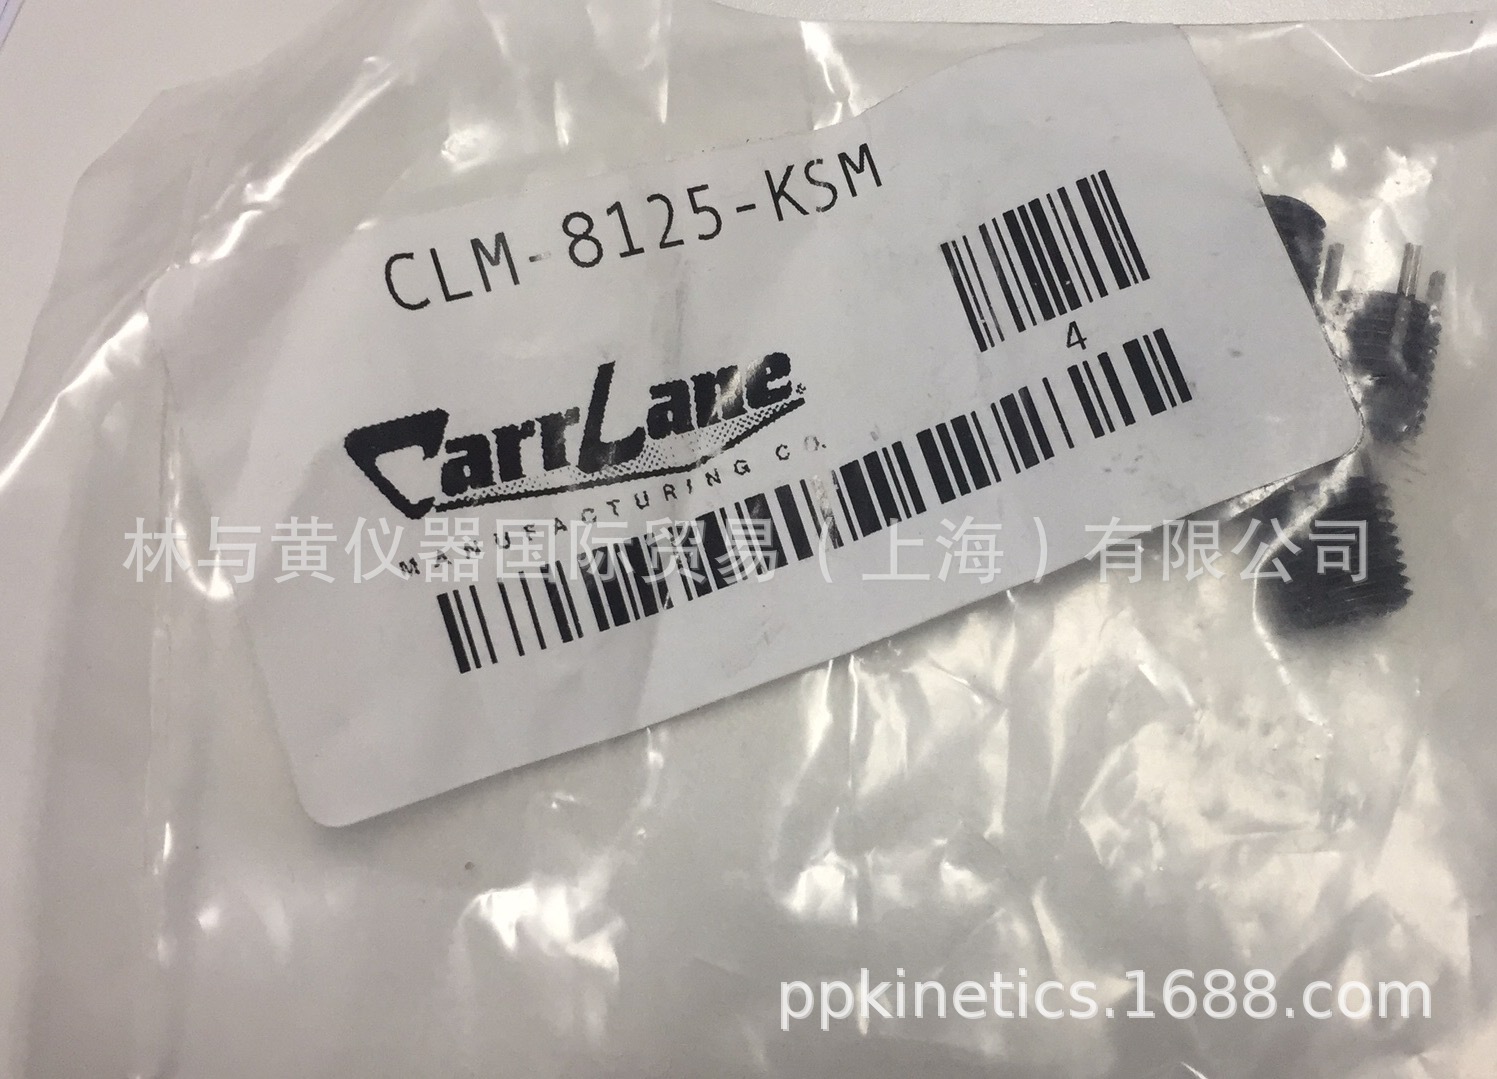 CLM-8125-KSM
4
CarrLane®
MANUFACTURING CO.
林与黄仪器国际贸易(上海)有限公司
ppkinetics.1688.com